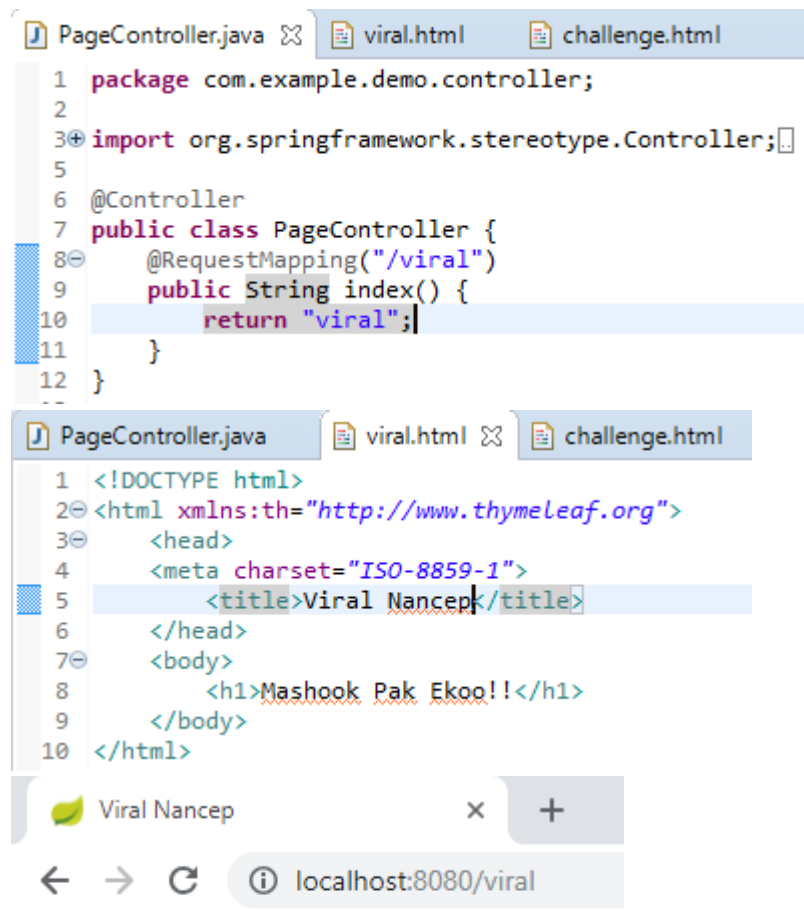 PageController.java viral.html challenge.html
1 package com.example.demo.controller;
2
3 import org.springframework.stereotype.Controller;
5
6 @Controller
7 public class PageController {
8 @RequestMapping("/viral")
9 public String index() {
10 return "viral";
11 }
12 }
PageController.java viral.html challenge.html
1 <!DOCTYPE html>
2 <html xmlns:th="http://www.thymeleaf.org">
3 <head>
4 <meta charset="ISO-8859-1">
5 <title>Viral Nancep</title>
6 </head>
7 <body>
8 <h1>Mashook Pak Ekoo!!</h1>
9 </body>
10 </html>
Viral Nancep
localhost:8080/viral